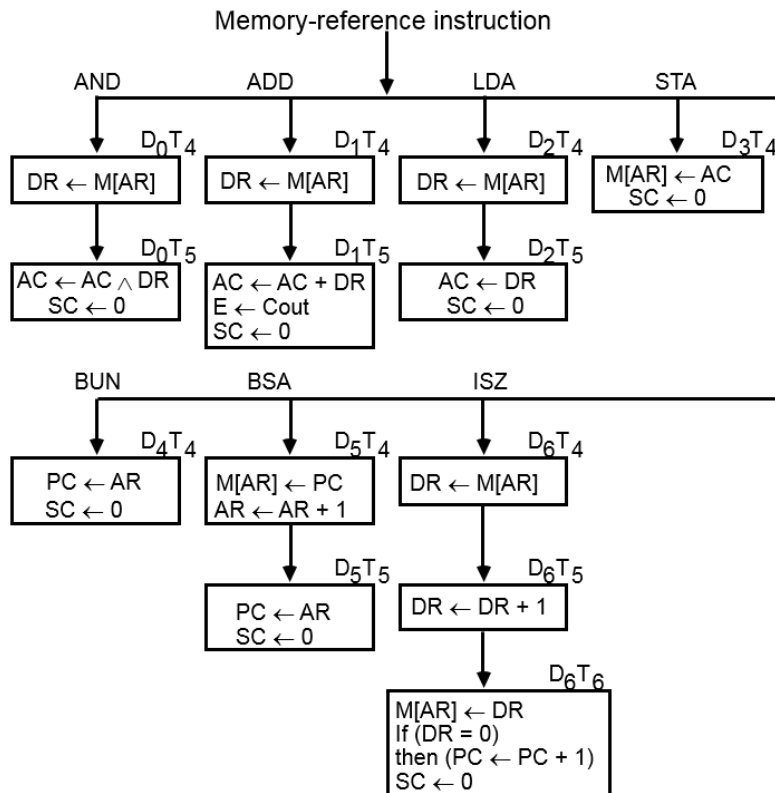 Memory-reference instruction
AND ADD LDA STA
D0T4 D1T4 D2T4 D3T4
DR ← M[AR] DR ← M[AR] DR ← M[AR] M[AR] ← AC
SC ← 0
D0T5 D1T5 D2T5
AC ← AC ∧ DR AC ← AC + DR AC ← DR
SC ← 0 E ← Cout SC ← 0
SC ← 0
BUN BSA ISZ
D4T4 D5T4 D6T4
PC ← AR M[AR] ← PC DR ← M[AR]
SC ← 0 AR ← AR + 1
D5T5 D6T5
PC ← AR DR ← DR + 1
SC ← 0
D6T6
M[AR] ← DR
If (DR = 0)
then (PC ← PC + 1)
SC ← 0